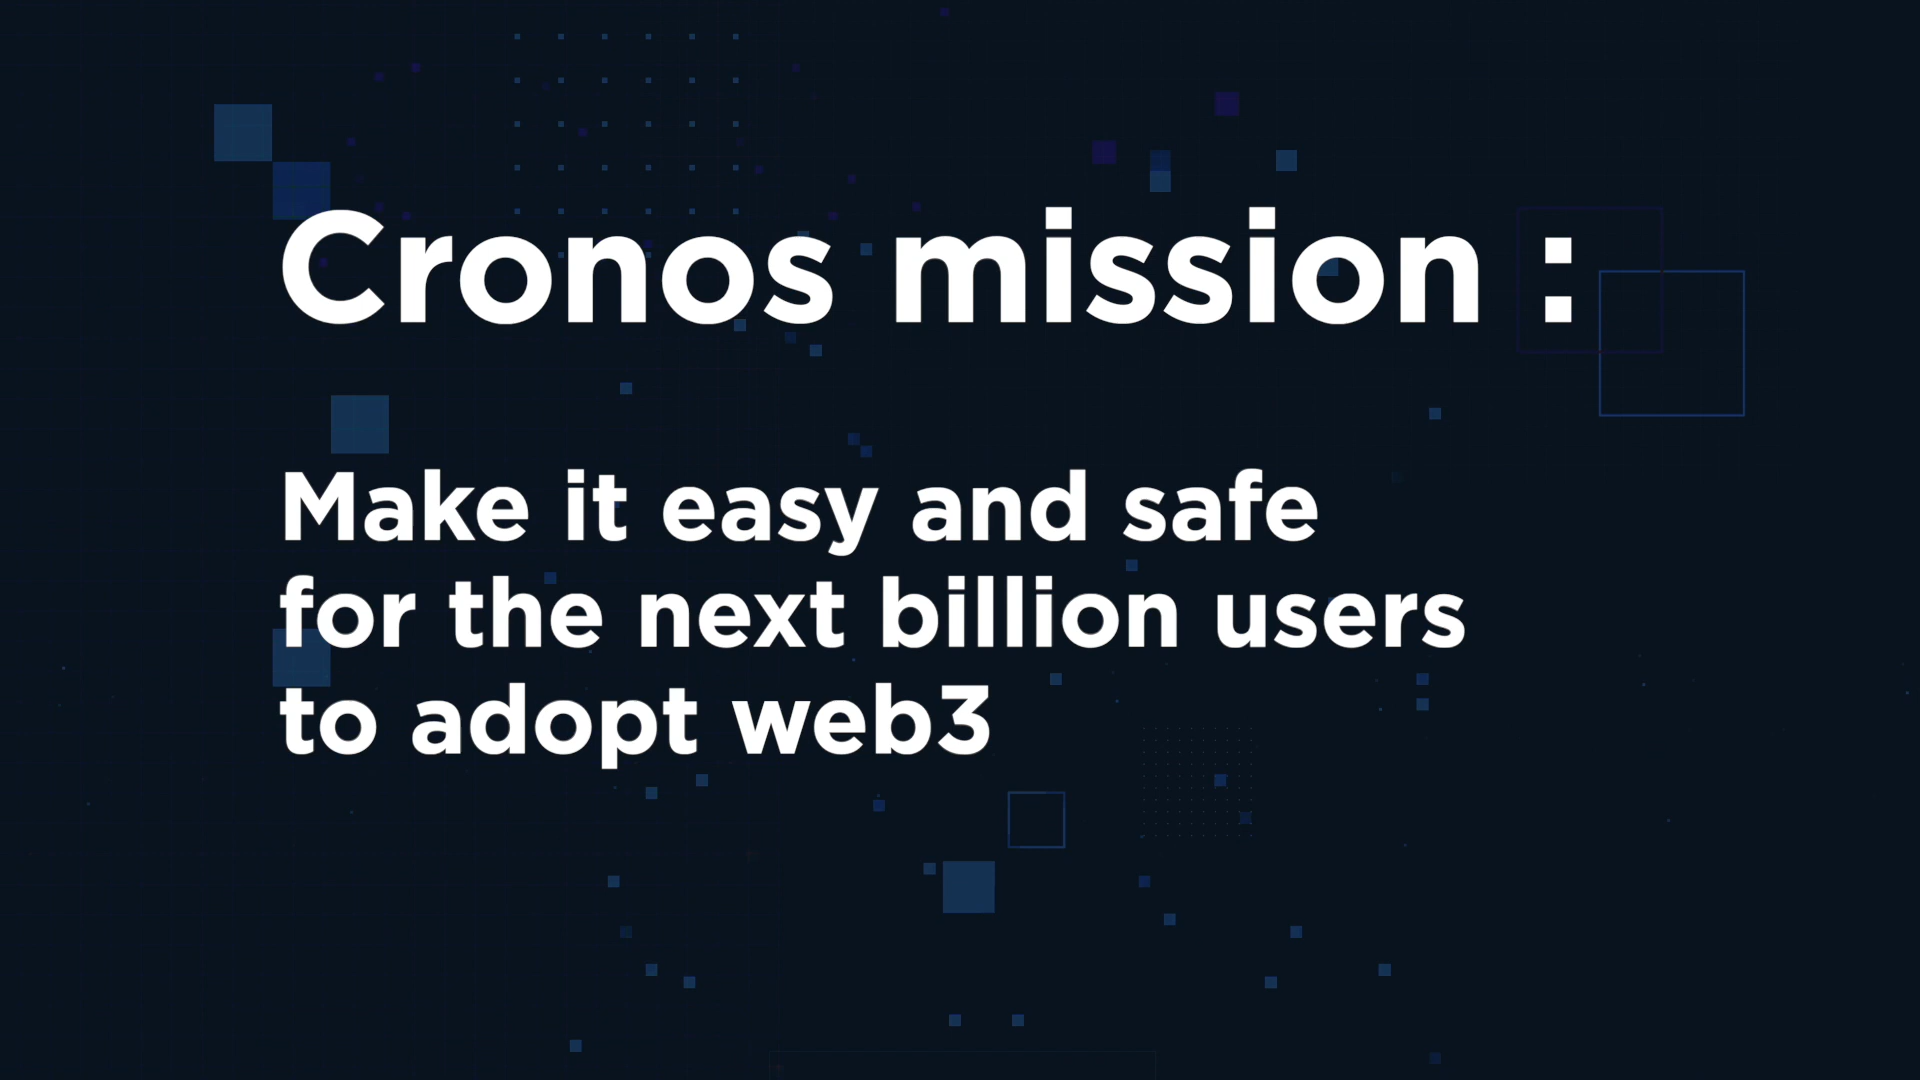 Cronos mission :
Make it easy and safe
for the next billion users
to adopt web3